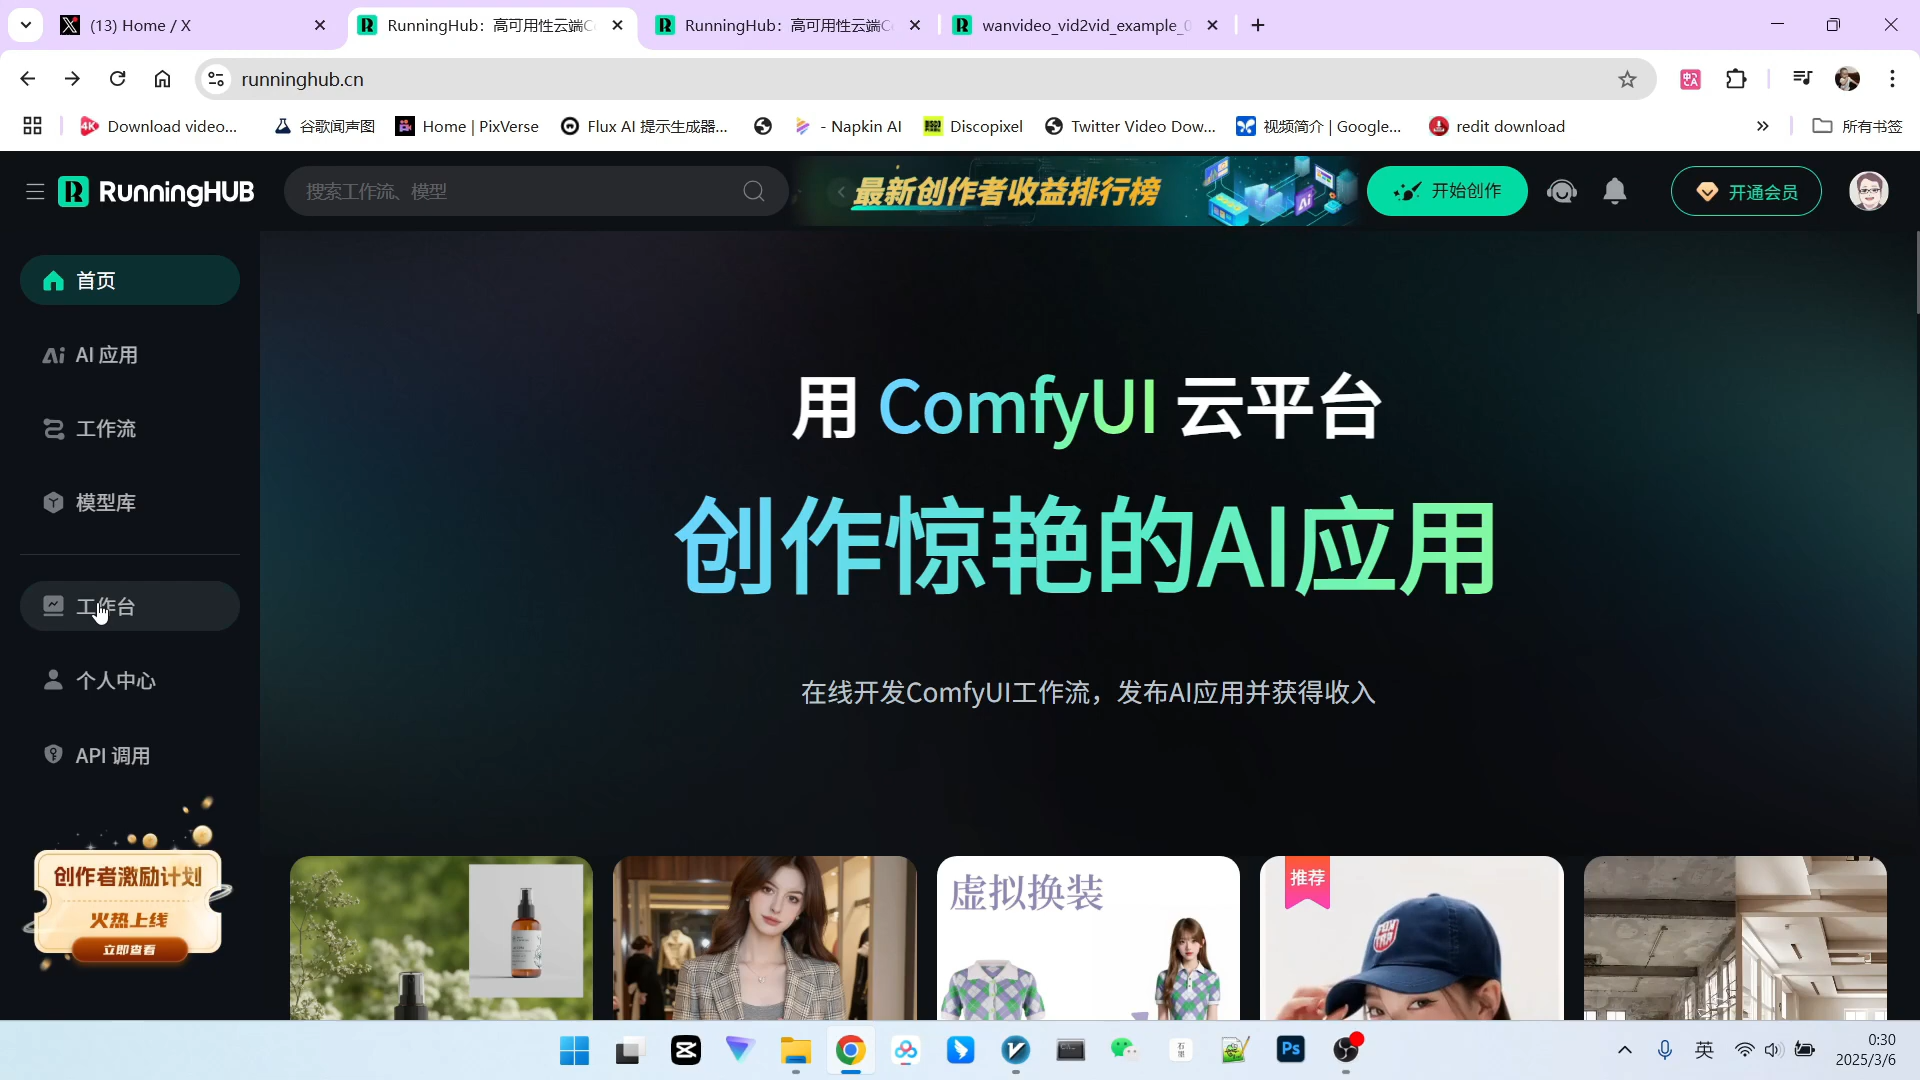 (13) Home / X
RunningHub：高可用性云端C
RunningHub：高可用性云端C
wanvideo_vid2vid_example_0
runninghub.cn
Download video...
谷歌闻声图
Home | PixVerse
Flux AI 提示生成器...
- Napkin AI
Discopixel
Twitter Video Dow...
视频简介 | Google...
redit download
所有书签
RunningHUB
搜索工作流、模型
最新创作者收益排行榜
开始创作
开通会员
首页
AI 应用
工作流
模型库
工作台
个人中心
API 调用
创作者激励计划
火热上线
立即查看
用 ComfyUI 云平台
创作惊艳的AI应用
在线开发ComfyUI工作流，发布AI应用并获得收入
虚拟换装
推荐
英
0:30
2025/3/6